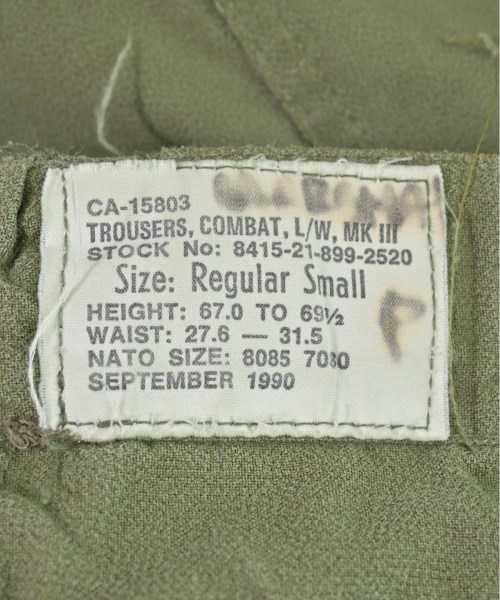 CA-15803
TROUSERS, COMBAT, L/W, MK III
STOCK No: 8415-21-899-2520
Size: Regular Small
HEIGHT: 67.0 TO 69½
WAIST: 27.6 — 31.5
NATO SIZE: 8085 7080
SEPTEMBER 1990